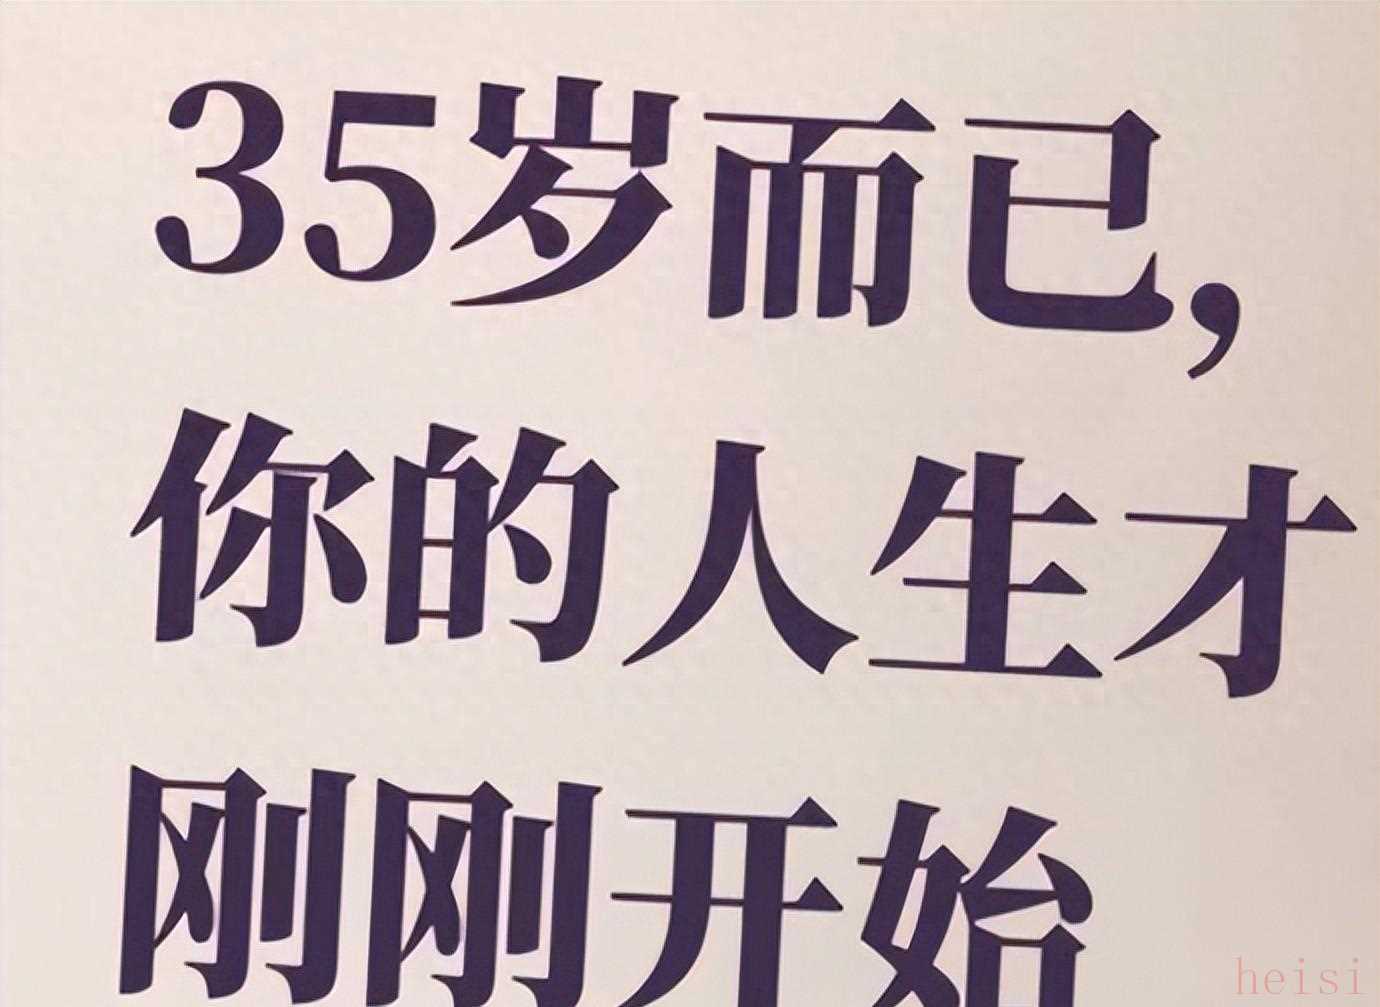 35岁而已,
你的人生才
刚刚开始
heisi